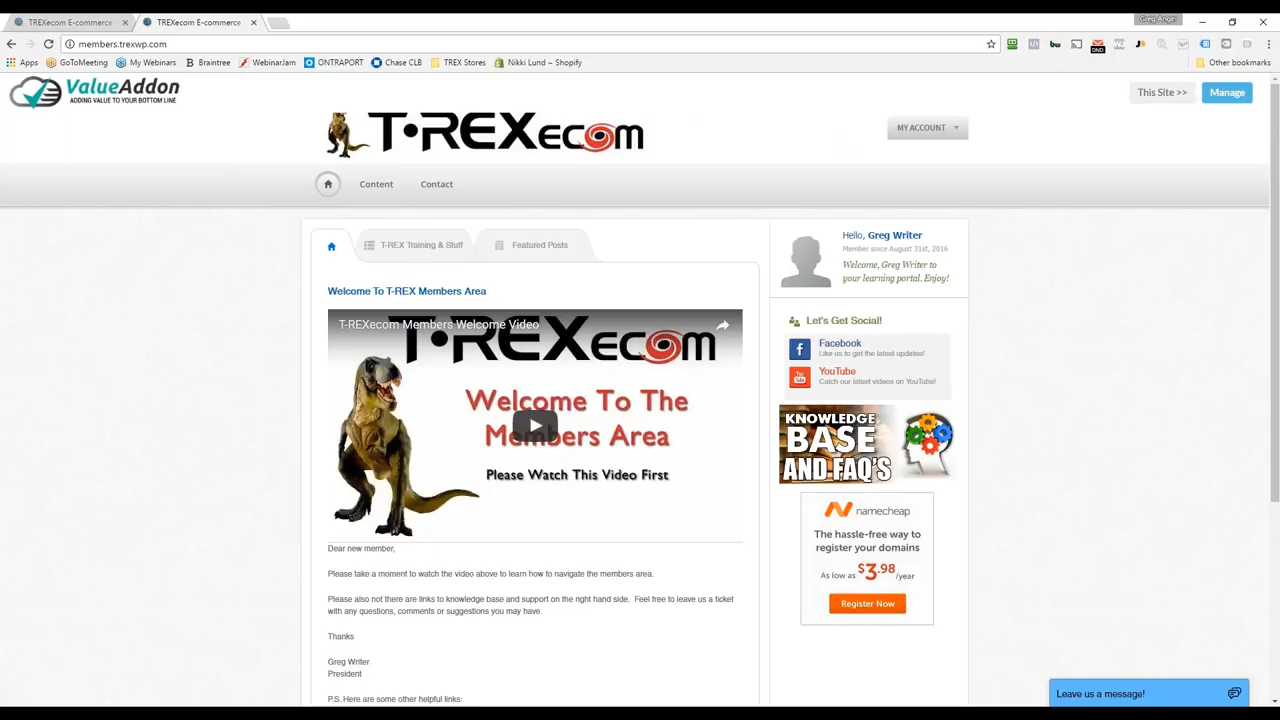 TREXecom E-commerce
TREXecom E-commerce
Greg Angel
members.trexwp.com
Apps
GoToMeeting
My Webinars
Braintree
WebinarJam
ONTRAPORT
Chase CLB
TREX Stores
Nikki Lund ~ Shopify
Other bookmarks
ValueAddon
ADDING VALUE TO YOUR BOTTOM LINE
This Site >>
Manage
T•REXecom
MY ACCOUNT
Content
Contact
T-REX Training & Stuff
Featured Posts
Hello, Greg Writer
Member since August 31st, 2016
Welcome, Greg Writer to
your learning portal. Enjoy!
Welcome To T-REX Members Area
T-REXecom Members Welcome Video
T•REXecom
Welcome To The
Members Area
Please Watch This Video First
Let's Get Social!
Facebook
Like us to get the latest updates!
YouTube
Catch our latest videos on YouTube!
KNOWLEDGE
BASE
AND FAQ'S
namecheap
The hassle-free way to
register your domains
As low as $3.98/year
Register Now
Dear new member,
Please take a moment to watch the video above to learn how to navigate the members area.
Please also not there are links to knowledge base and support on the right hand side. Feel free to leave us a ticket
with any questions, comments or suggestions you may have.
Thanks
Greg Writer
President
P.S. Here are some other helpful links:
Leave us a message!